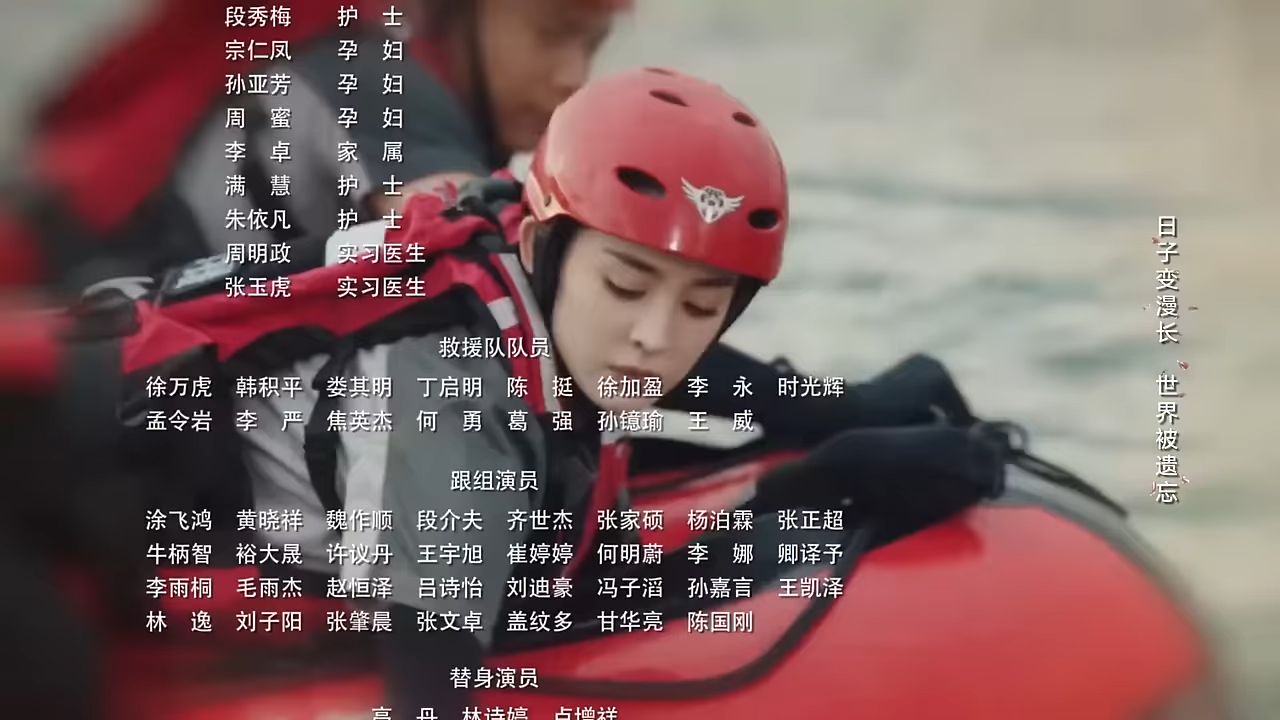 段秀梅 护 士
宗仁凤 孕 妇
孙亚芳 孕 妇
周 蜜 孕 妇
李 卓 家 属
满 慧 护 士
朱依凡 护 士
周明政 实习医生
张玉虎 实习医生
救援队队员
徐万虎 韩积平 娄其明 丁启明 陈 挺 徐加盈 李 永 时光辉
孟令岩 李 严 焦英杰 何 勇 葛 强 孙镱瑜 王 威
跟组演员
涂飞鸿 黄晓祥 魏作顺 段介夫 齐世杰 张家硕 杨泊霖 张正超
牛柄智 裕大晟 许议丹 王宇旭 崔婷婷 何明蔚 李 娜 卿译予
李雨桐 毛雨杰 赵恒泽 吕诗怡 刘迪豪 冯子滔 孙嘉言 王凯泽
林 逸 刘子阳 张肇晨 张文卓 盖纹多 甘华亮 陈国刚
替身演员
高 丹 林诗婷 卢增祥
日子变漫长 世界被遗忘